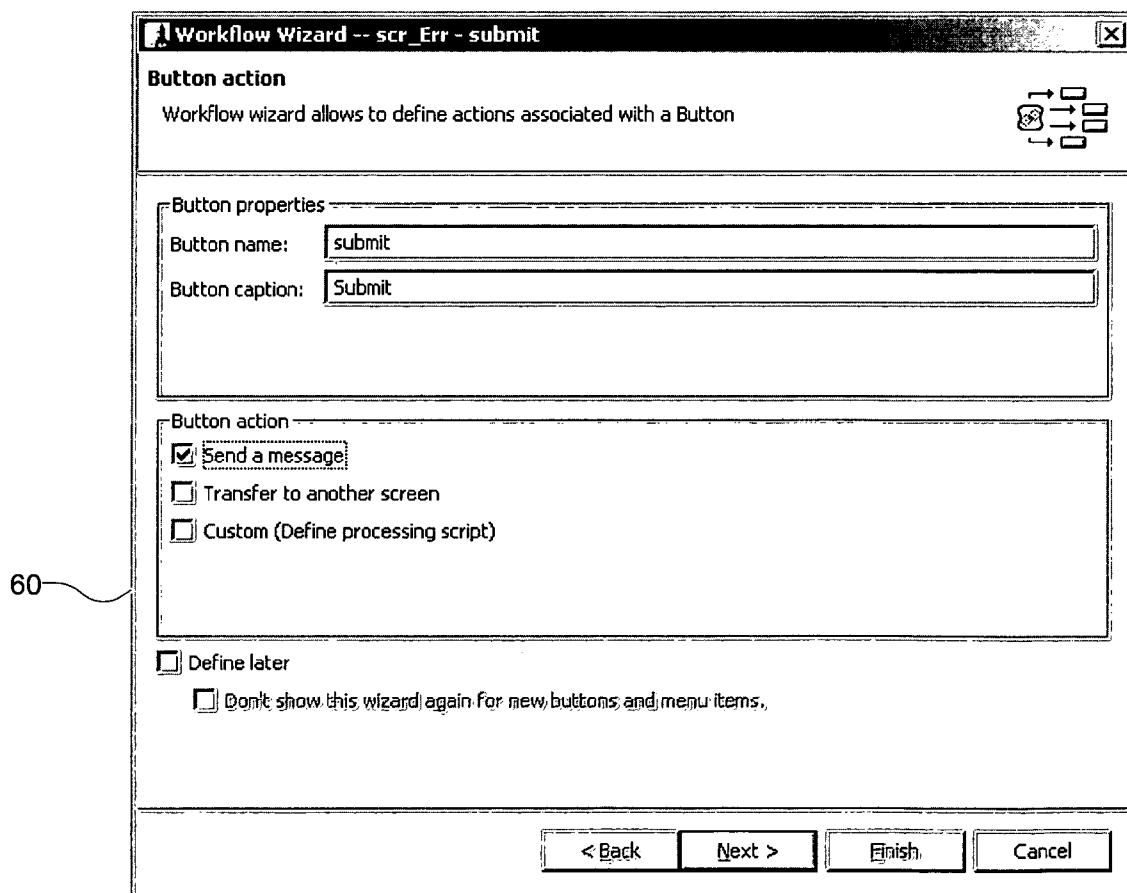 Workflow Wizard -- scr_Err - submit
Button action
Workflow wizard allows to define actions associated with a Button
Button properties
Button name: submit
Button caption: Submit
Button action
Send a message
Transfer to another screen
Custom (Define processing script)
60
Define later
Don't show this wizard again for new buttons and menu items.
< Back Next > Finish Cancel